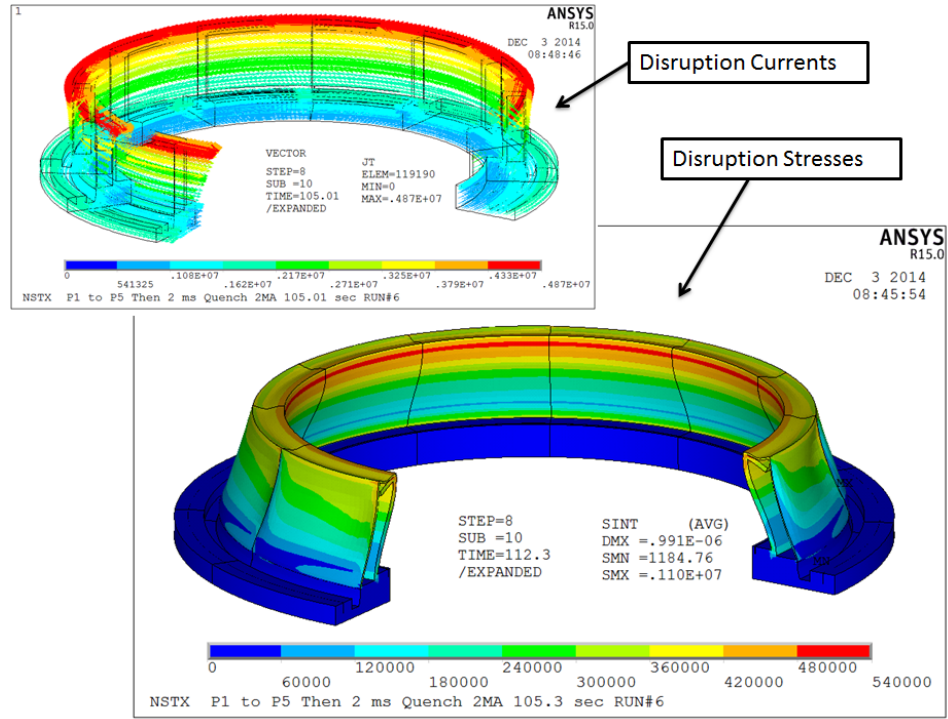 1
ANSYS
R15.0
DEC 3 2014
08:48:46
Disruption Currents
VECTOR
STEP=8
SUB =10
TIME=105.01
/EXPANDED
JT
ELEM=119190
MIN=0
MAX=.487E+07
0 .108E+07 .217E+07 .325E+07 .433E+07
541325 .162E+07 .271E+07 .379E+07 .487E+07
NSTX P1 to P5 Then 2 ms Quench 2MA 105.01 sec RUN#6
Disruption Stresses
ANSYS
R15.0
DEC 3 2014
08:45:54
STEP=8
SUB =10
TIME=112.3
/EXPANDED
SINT (AVG)
DMX =.991E-06
SMN =1184.76
SMX =.110E+07
0 120000 240000 360000 480000
60000 180000 300000 420000 540000
NSTX P1 to P5 Then 2 ms Quench 2MA 105.3 sec RUN#6